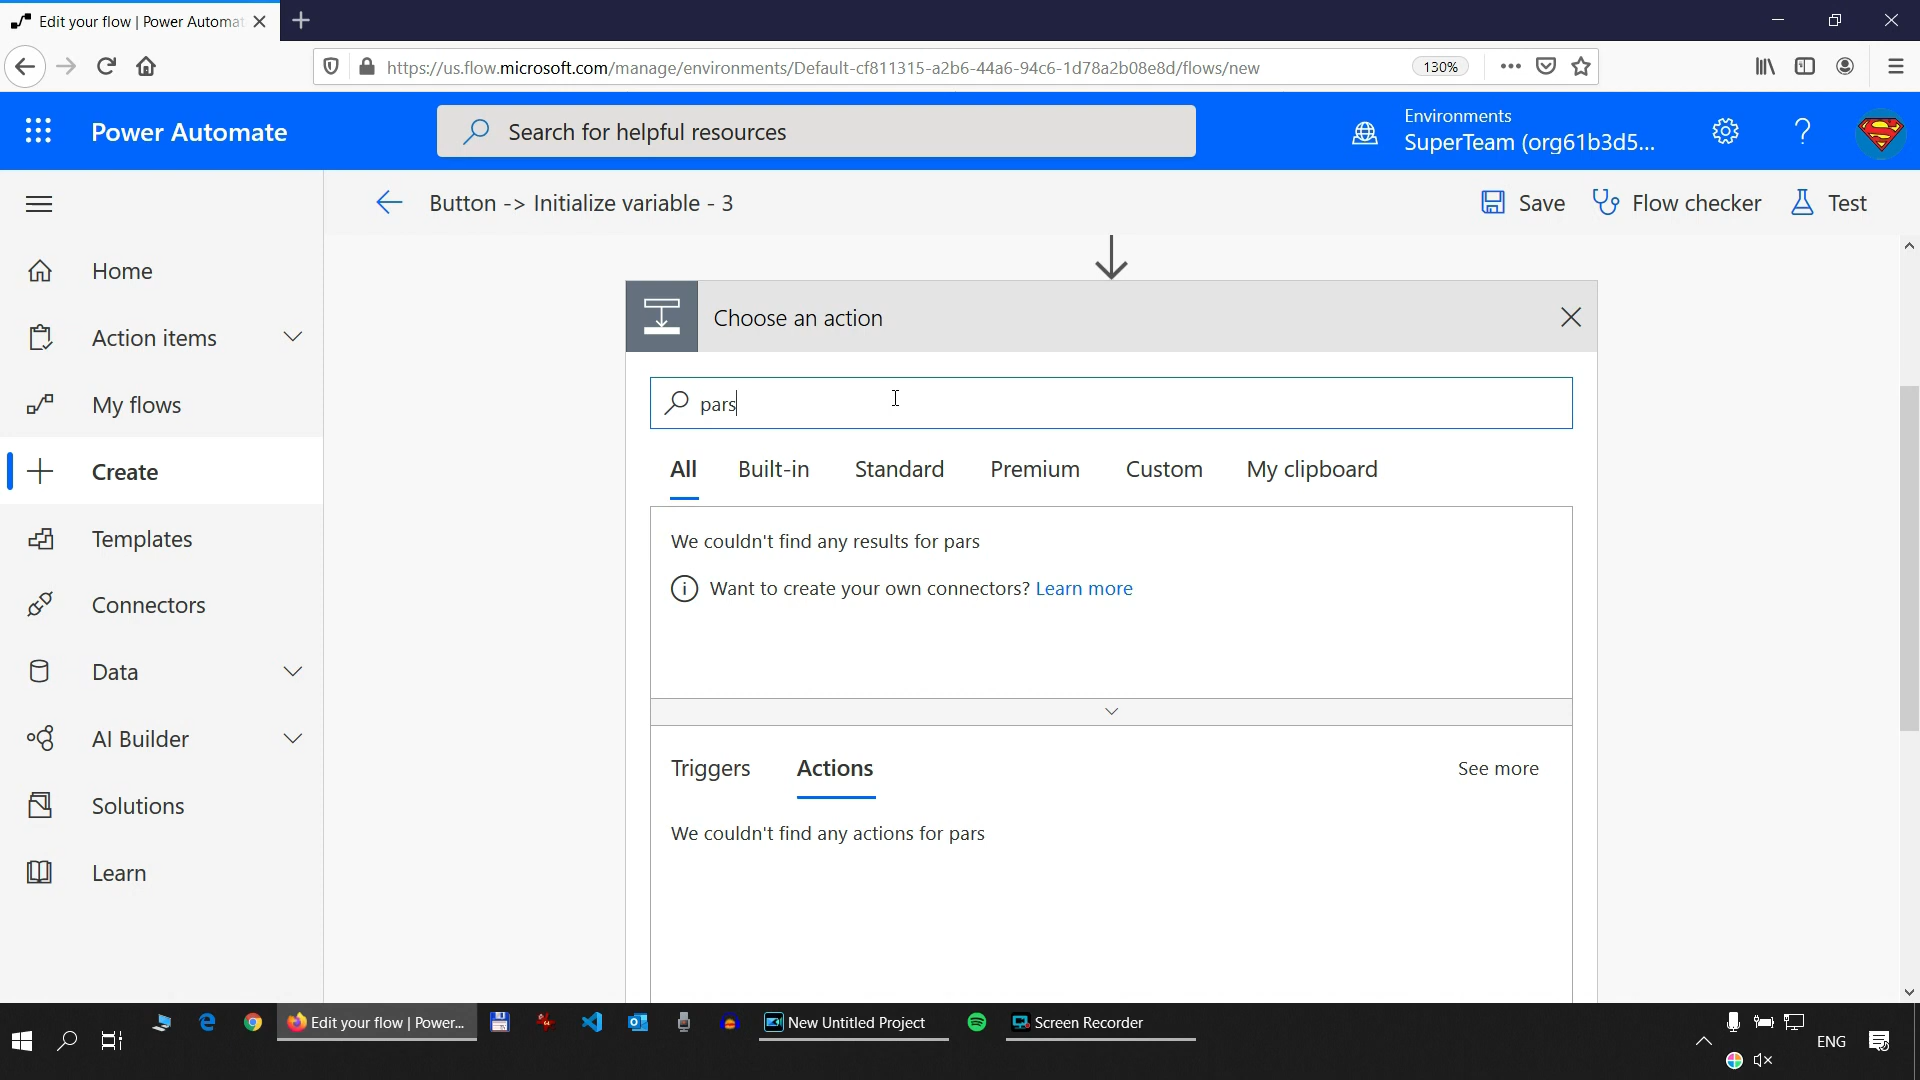 Edit your flow | Power Automat
https://us.flow.microsoft.com/manage/environments/Default-cf811315-a2b6-44a6-94c6-1d78a2b08e8d/flows/new
130%
Power Automate
Search for helpful resources
Environments
SuperTeam (org61b3d5...
Button -> Initialize variable - 3
Save
Flow checker
Test
Home
Action items
My flows
Create
Templates
Connectors
Data
AI Builder
Solutions
Learn
Choose an action
pars
All
Built-in
Standard
Premium
Custom
My clipboard
We couldn't find any results for pars
Want to create your own connectors? Learn more
Triggers
Actions
See more
We couldn't find any actions for pars
Edit your flow | Power...
New Untitled Project
Screen Recorder
ENG